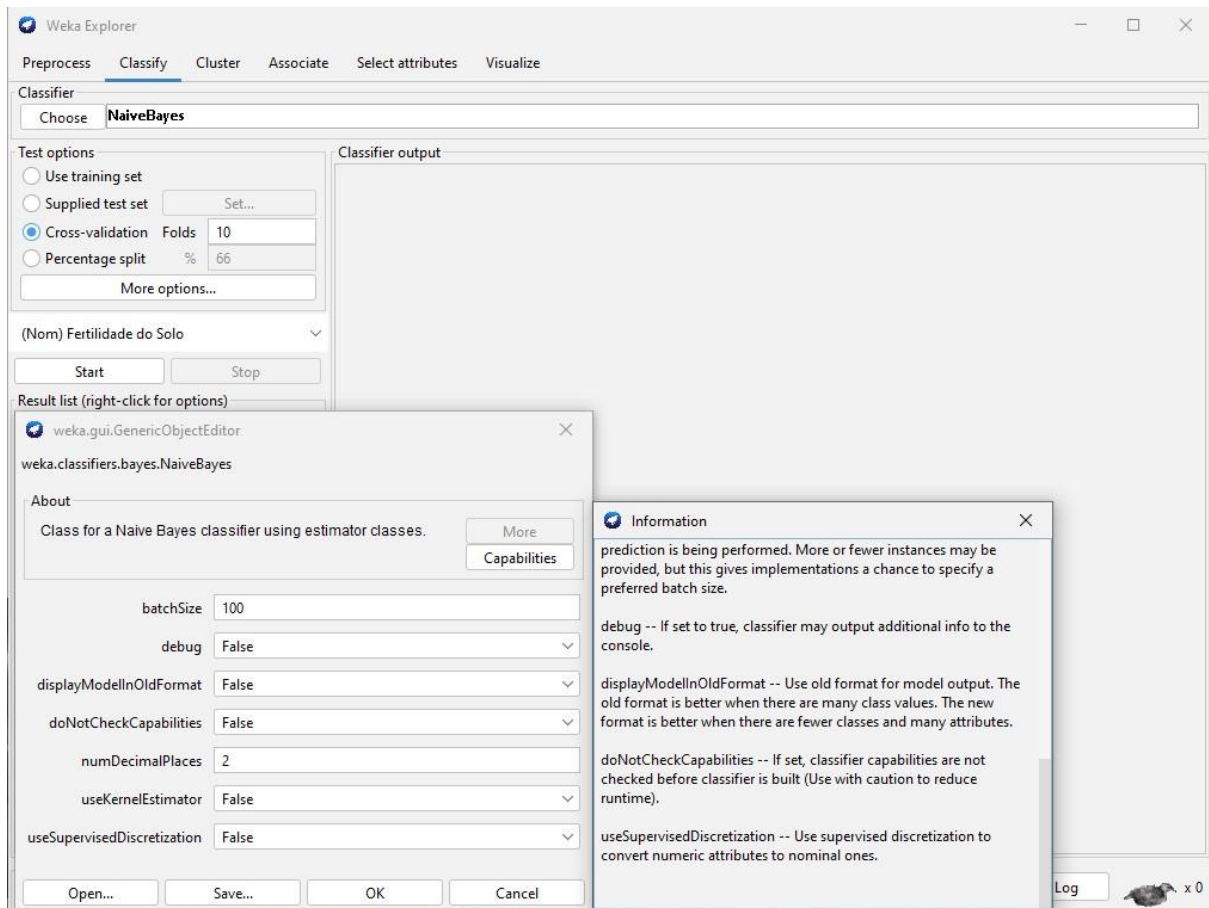 Weka Explorer
Preprocess Classify Cluster Associate Select attributes Visualize
Classifier
Choose NaiveBayes
Test options
Use training set
Supplied test set Set...
Cross-validation Folds 10
Percentage split % 66
More options...
(Nom) Fertilidade do Solo
Start Stop
Result list (right-click for options)
Classifier output
weka.gui.GenericObjectEditor
weka.classifiers.bayes.NaiveBayes
About
Class for a Naive Bayes classifier using estimator classes.
More
Capabilities
batchSize 100
debug False
displayModelInOldFormat False
doNotCheckCapabilities False
numDecimalPlaces 2
useKernelEstimator False
useSupervisedDiscretization False
Open... Save... OK Cancel
Information
prediction is being performed. More or fewer instances may be
provided, but this gives implementations a chance to specify a
preferred batch size.
debug -- If set to true, classifier may output additional info to the
console.
displayModelInOldFormat -- Use old format for model output. The
old format is better when there are many class values. The new
format is better when there are fewer classes and many attributes.
doNotCheckCapabilities -- If set, classifier capabilities are not
checked before classifier is built (Use with caution to reduce
runtime).
useSupervisedDiscretization -- Use supervised discretization to
convert numeric attributes to nominal ones.
Log x 0